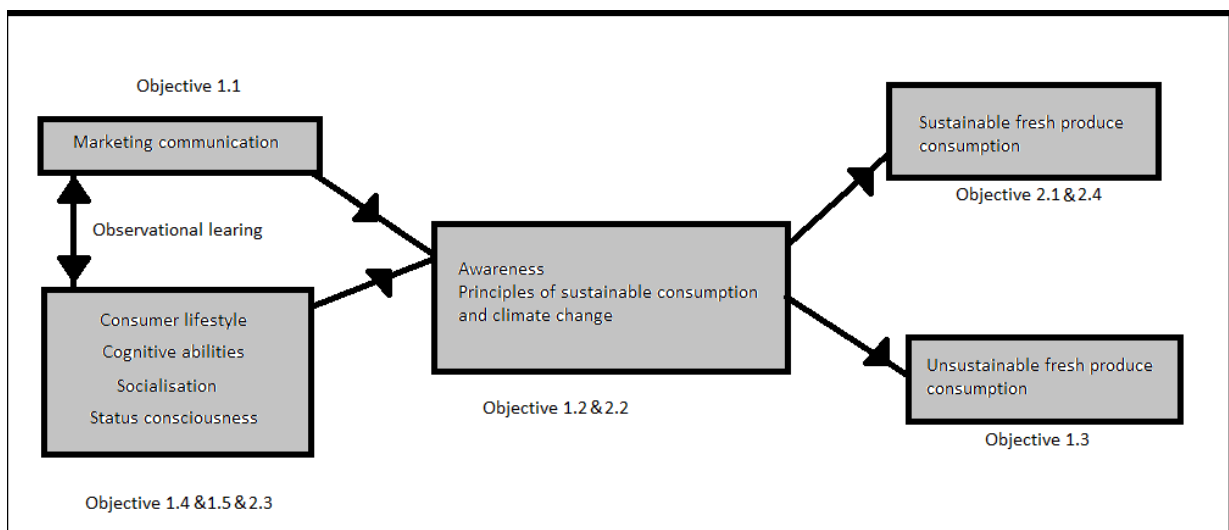 Objective 1.1
Marketing communication
Observational learing
Consumer lifestyle
Cognitive abilities
Socialisation
Status consciousness
Objective 1.4 &1.5 &2.3
Awareness
Principles of sustainable consumption
and climate change
Objective 1.2 &2.2
Sustainable fresh produce
consumption
Objective 2.1 & 2.4
Unsustainable fresh produce
consumption
Objective 1.3